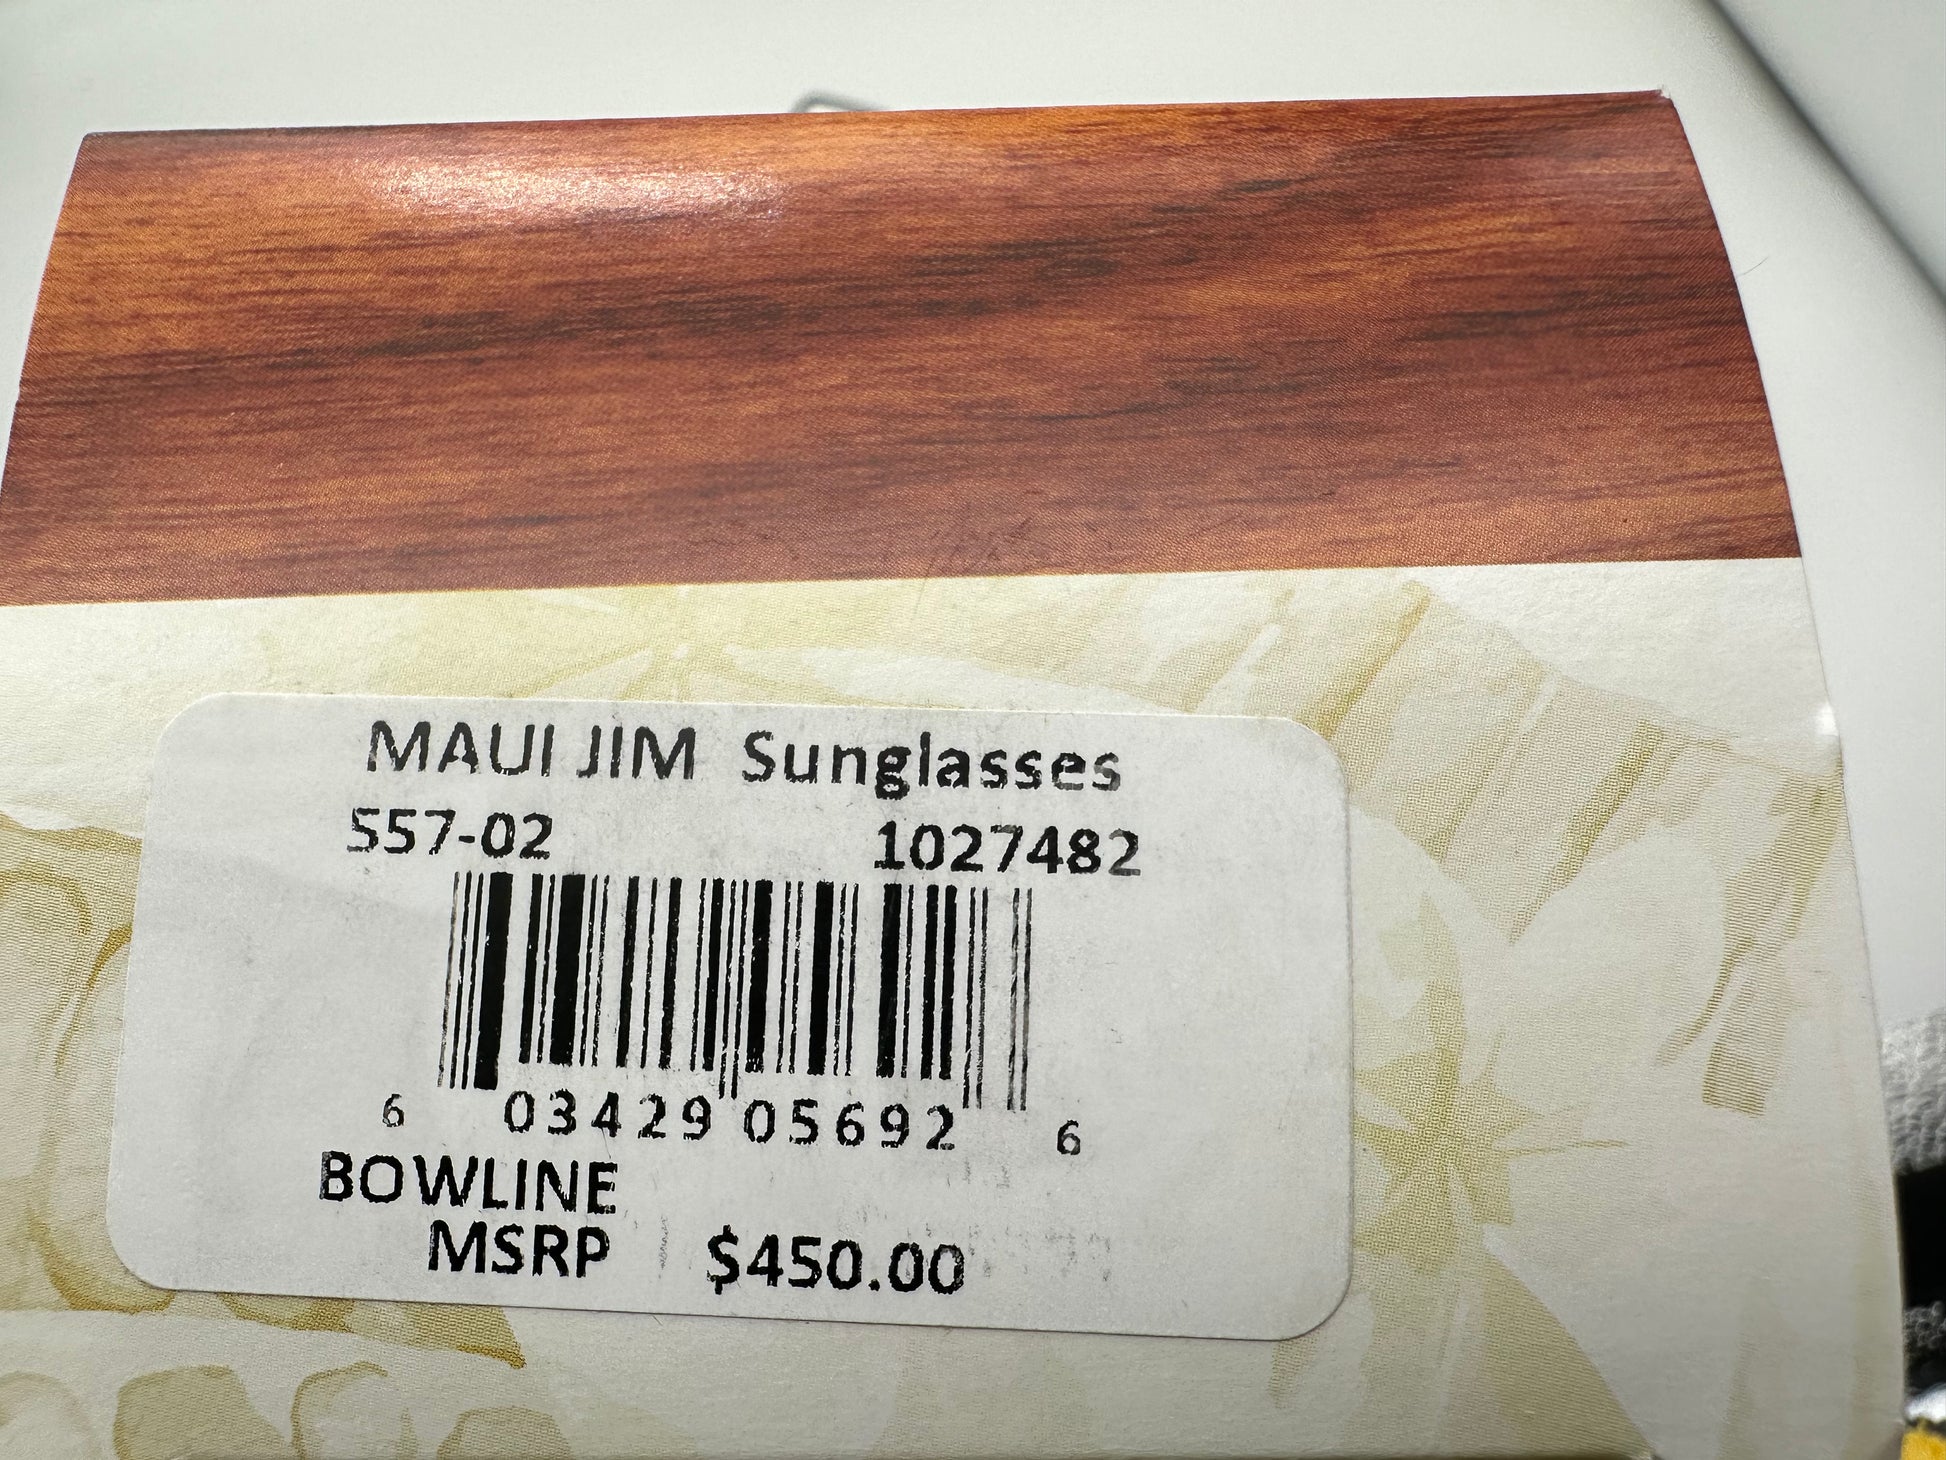 MAUI JIM Sunglasses
557-02 1027482
6 03429 05692 6
BOWLINE
MSRP $450.00